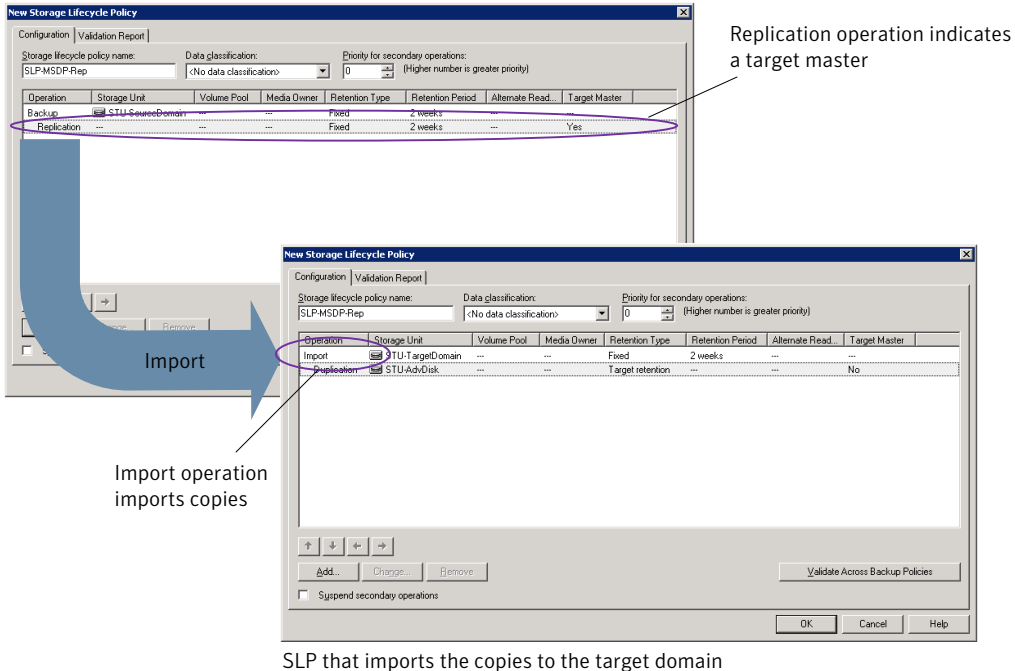 New Storage Lifecycle Policy
Configuration
Validation Report
Storage lifecycle policy name:
Data classification:
Priority for secondary operations:
SLP-MSDP-Rep
<No data classification>
0
(Higher number is greater priority)
Operation Storage Unit Volume Pool Media Owner Retention Type Retention Period Alternate Read... Target Master
Backup STU-SourceDomain --- --- Fixed 2 weeks --- ---
Replication --- --- --- Fixed 2 weeks --- Yes
Remove
Replication operation indicates
a target master
Import
New Storage Lifecycle Policy
Configuration
Validation Report
Storage lifecycle policy name:
Data classification:
Priority for secondary operations:
SLP-MSDP-Rep
<No data classification>
0
(Higher number is greater priority)
Operation Storage Unit Volume Pool Media Owner Retention Type Retention Period Alternate Read... Target Master
Import STU-TargetDomain --- --- Fixed 2 weeks --- ---
Duplication STU-AdvDisk --- --- Target retention --- --- No
Import operation
imports copies
Add...
Change...
Remove
Validate Across Backup Policies
Suspend secondary operations
OK
Cancel
Help
SLP that imports the copies to the target domain